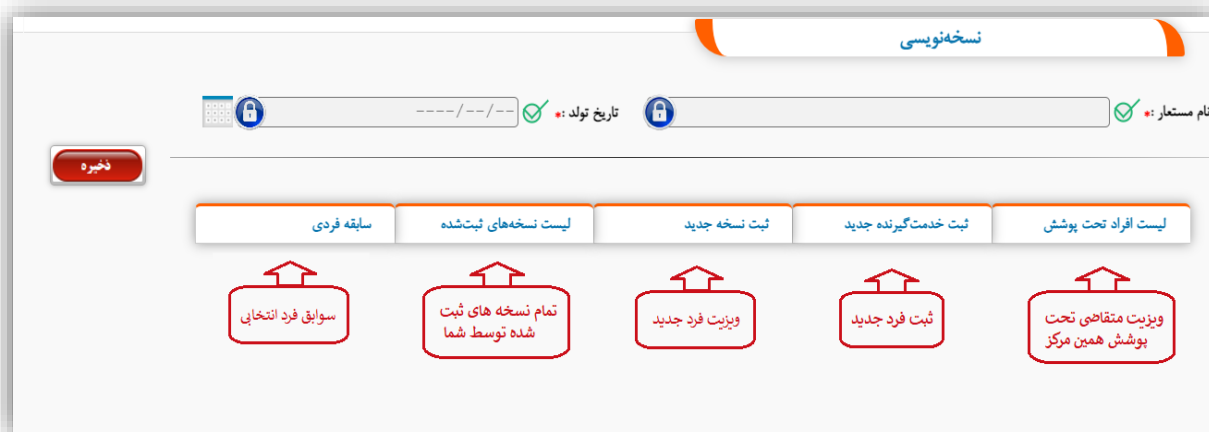 نسخه‌نویسی
نام مستعار :*
تاریخ تولد :* ----/--/--
ذخیره
لیست افراد تحت پوشش
ثبت خدمت‌گیرنده جدید
ثبت نسخه جدید
لیست نسخه‌های ثبت‌شده
سابقه فردی
ویزیت متقاضی تحت
پوشش همین مرکز
ثبت فرد جدید
ویزیت فرد جدید
تمام نسخه های ثبت
شده توسط شما
سوابق فرد انتخابی